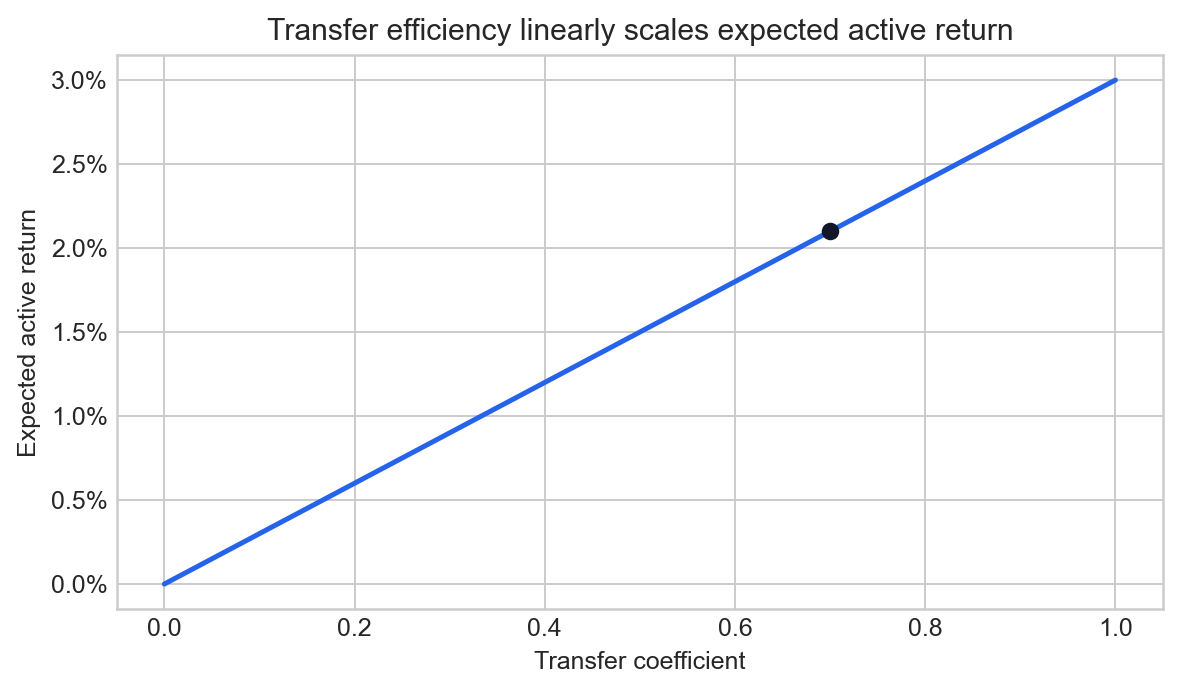 Transfer efficiency linearly scales expected active return
Expected active return
3.0%
2.5%
2.0%
1.5%
1.0%
0.5%
0.0%
0.0 0.2 0.4 0.6 0.8 1.0
Transfer coefficient